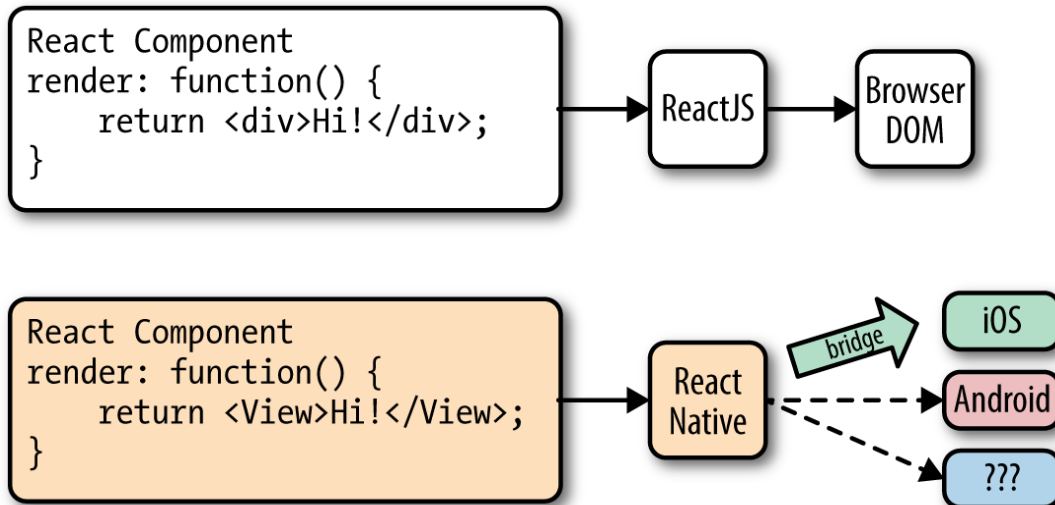 React Component
render: function() {
    return <div>Hi!</div>;
}
ReactJS
Browser
DOM
React Component
render: function() {
    return <View>Hi!</View>;
}
React
Native
bridge
iOS
Android
???